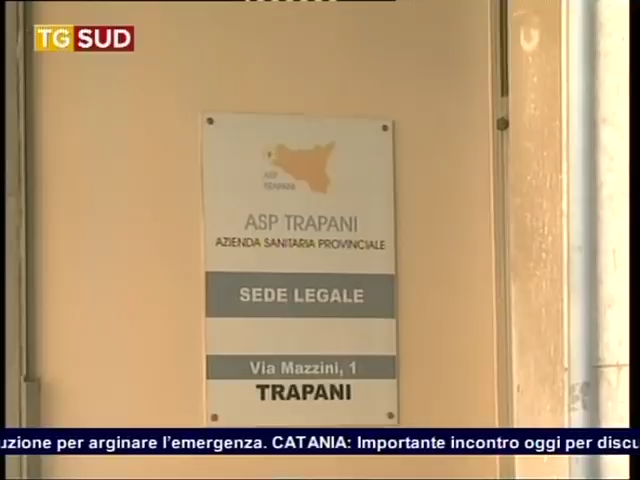 TG SUD
ASP
TRAPANI
ASP TRAPANI
AZIENDA SANITARIA PROVINCIALE
SEDE LEGALE
Via Mazzini, 1
TRAPANI
uzione per arginare l'emergenza. CATANIA: Importante incontro oggi per discu